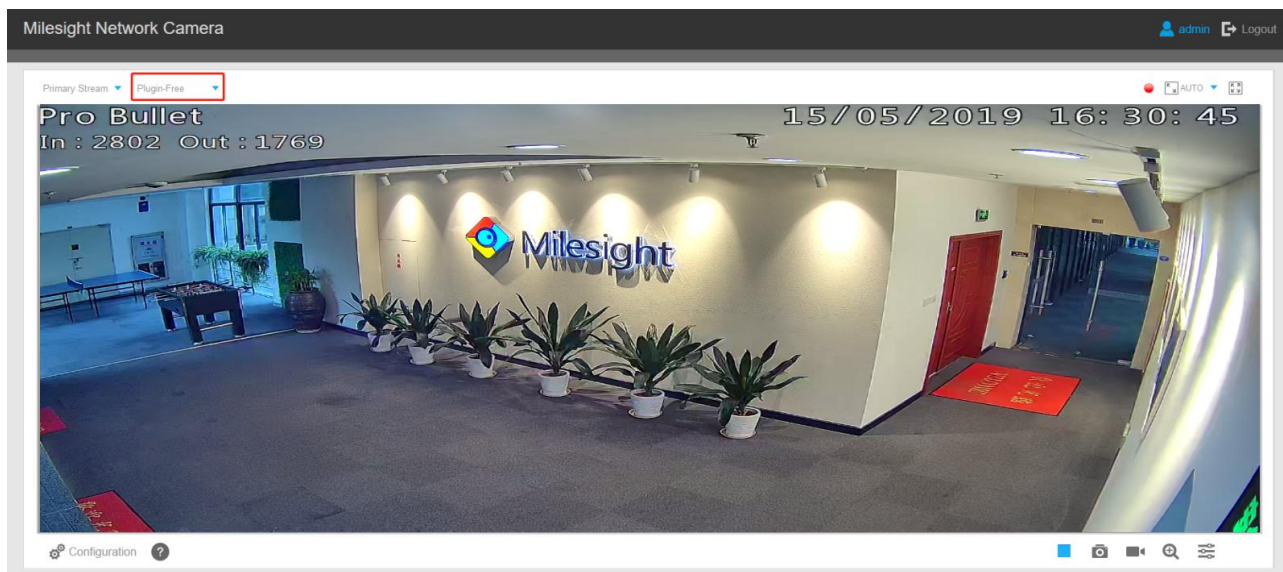 Milesight Network Camera
admin Logout
Primary Stream Plugin-Free
AUTO
Pro Bullet 15/05/2019 16:30:45
In : 2802 Out : 1769
Milesight
Configuration ?